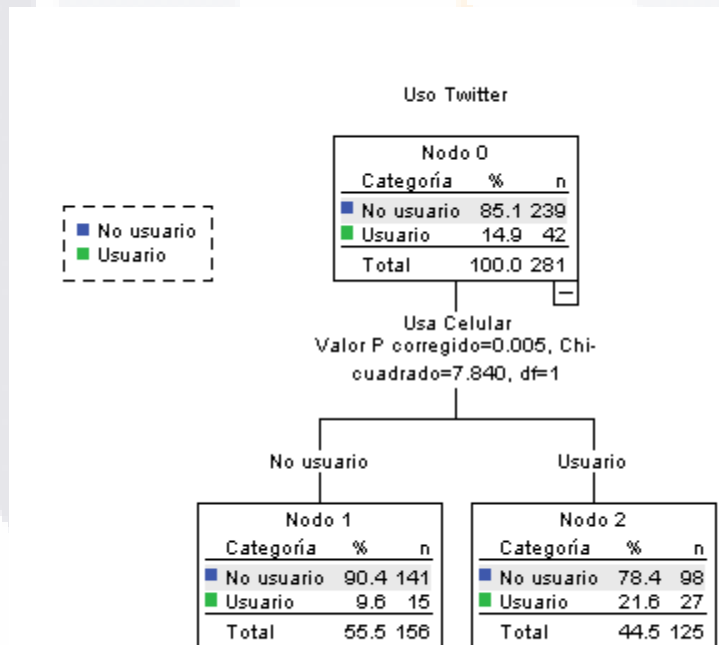 Uso Twitter
Nodo 0
Categoría % n
No usuario 85.1 239
Usuario 14.9 42
Total 100.0 281
No usuario
Usuario
Usa Celular
Valor P corregido=0.005, Chi-
cuadrado=7.840, df=1
No usuario
Usuario
Nodo 1
Categoría % n
No usuario 90.4 141
Usuario 9.6 15
Total 55.5 156
Nodo 2
Categoría % n
No usuario 78.4 98
Usuario 21.6 27
Total 44.5 125